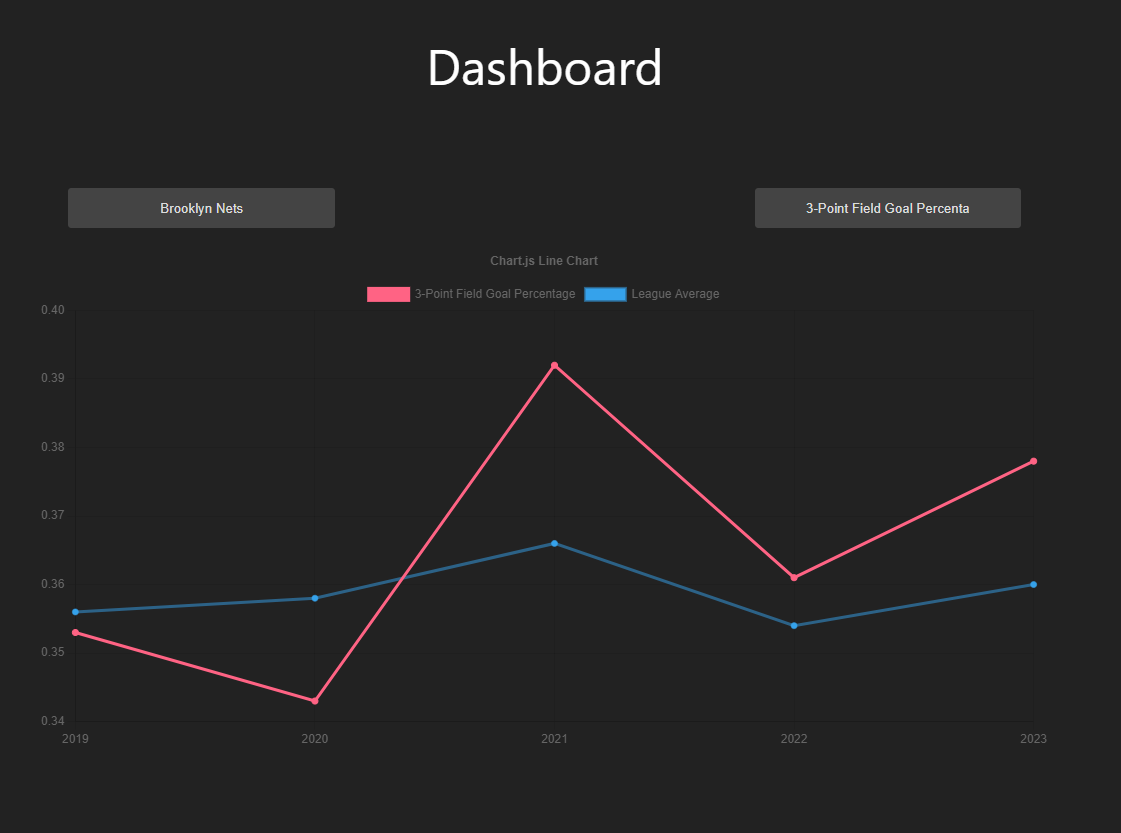 Dashboard
Brooklyn Nets
3-Point Field Goal Percenta
Chart.js Line Chart
3-Point Field Goal Percentage League Average
0.40
0.39
0.38
0.37
0.36
0.35
0.34
2019 2020 2021 2022 2023